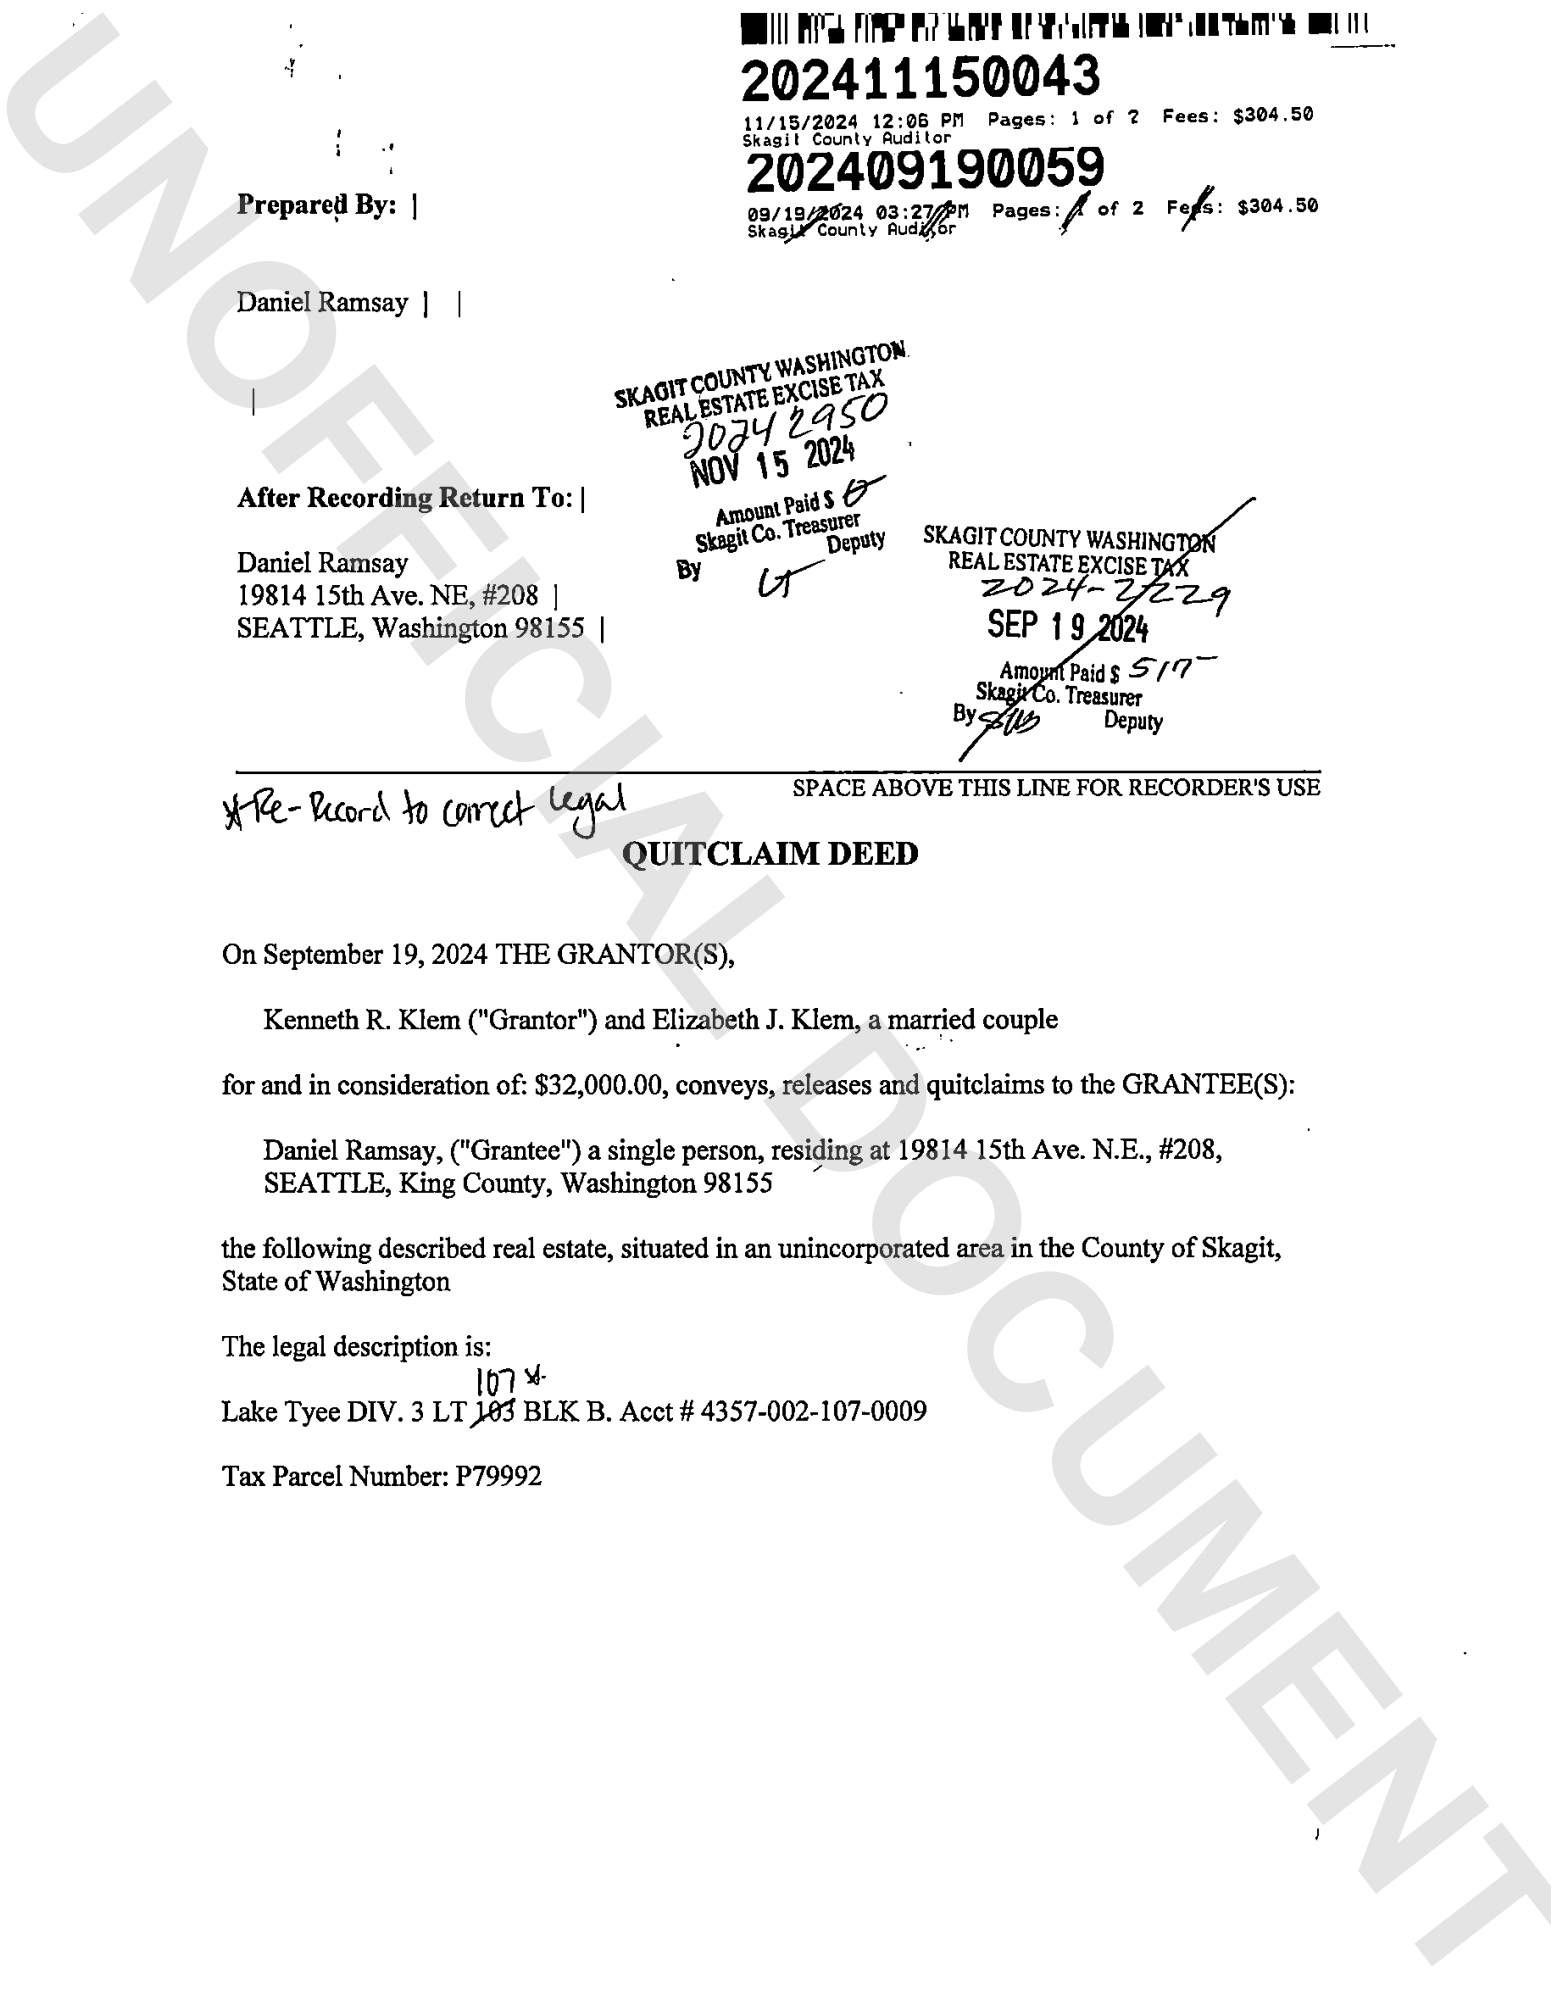 202411150043
11/15/2024 12:06 PM Pages: 1 of 2 Fees: $304.50
Skagit County Auditor
202409190059
09/19/2024 03:27 PM Pages: 1 of 2 Fees: $304.50
Skagit County Auditor
Prepared By:
Daniel Ramsay
SKAGIT COUNTY WASHINGTON
REAL ESTATE EXCISE TAX
20242950
NOV 15 2024
Amount Paid $ 0
Skagit Co. Treasurer
By Deputy
After Recording Return To:
Daniel Ramsay
19814 15th Ave. NE, #208
SEATTLE, Washington 98155
SKAGIT COUNTY WASHINGTON
REAL ESTATE EXCISE TAX
2024-2229
SEP 19 2024
Amount Paid $ 517-
Skagit Co. Treasurer
By Deputy
SPACE ABOVE THIS LINE FOR RECORDER'S USE
*Re-Record to correct legal
QUITCLAIM DEED
On September 19, 2024 THE GRANTOR(S),
Kenneth R. Klem ("Grantor") and Elizabeth J. Klem, a married couple
for and in consideration of: $32,000.00, conveys, releases and quitclaims to the GRANTEE(S):
Daniel Ramsay, ("Grantee") a single person, residing at 19814 15th Ave. N.E., #208,
SEATTLE, King County, Washington 98155
the following described real estate, situated in an unincorporated area in the County of Skagit,
State of Washington
The legal description is:
107 *
Lake Tyee DIV. 3 LT 103 BLK B. Acct # 4357-002-107-0009
Tax Parcel Number: P79992
UNOFFICIAL DOCUMENT